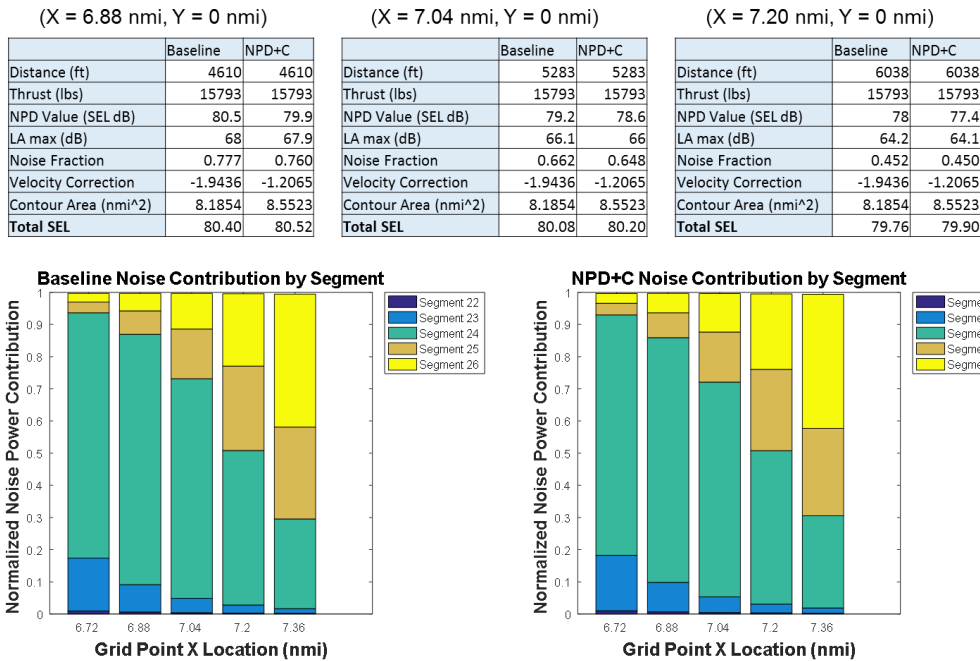 (X = 6.88 nmi, Y = 0 nmi)
Baseline NPD+C
Distance (ft) 4610 4610
Thrust (lbs) 15793 15793
NPD Value (SEL dB) 80.5 79.9
LA max (dB) 68 67.9
Noise Fraction 0.777 0.760
Velocity Correction -1.9436 -1.2065
Contour Area (nmi^2) 8.1854 8.5523
Total SEL 80.40 80.52
(X = 7.04 nmi, Y = 0 nmi)
Baseline NPD+C
Distance (ft) 5283 5283
Thrust (lbs) 15793 15793
NPD Value (SEL dB) 79.2 78.6
LA max (dB) 66.1 66
Noise Fraction 0.662 0.648
Velocity Correction -1.9436 -1.2065
Contour Area (nmi^2) 8.1854 8.5523
Total SEL 80.08 80.20
(X = 7.20 nmi, Y = 0 nmi)
Baseline NPD+C
Distance (ft) 6038 6038
Thrust (lbs) 15793 15793
NPD Value (SEL dB) 78 77.4
LA max (dB) 64.2 64.1
Noise Fraction 0.452 0.450
Velocity Correction -1.9436 -1.2065
Contour Area (nmi^2) 8.1854 8.5523
Total SEL 79.76 79.90
Baseline Noise Contribution by Segment
Normalized Noise Power Contribution
1
0.9
0.8
0.7
0.6
0.5
0.4
0.3
0.2
0.1
0
6.72 6.88 7.04 7.2 7.36
Grid Point X Location (nmi)
Segment 22
Segment 23
Segment 24
Segment 25
Segment 26
NPD+C Noise Contribution by Segment
Normalized Noise Power Contribution
1
0.9
0.8
0.7
0.6
0.5
0.4
0.3
0.2
0.1
0
6.72 6.88 7.04 7.2 7.36
Grid Point X Location (nmi)